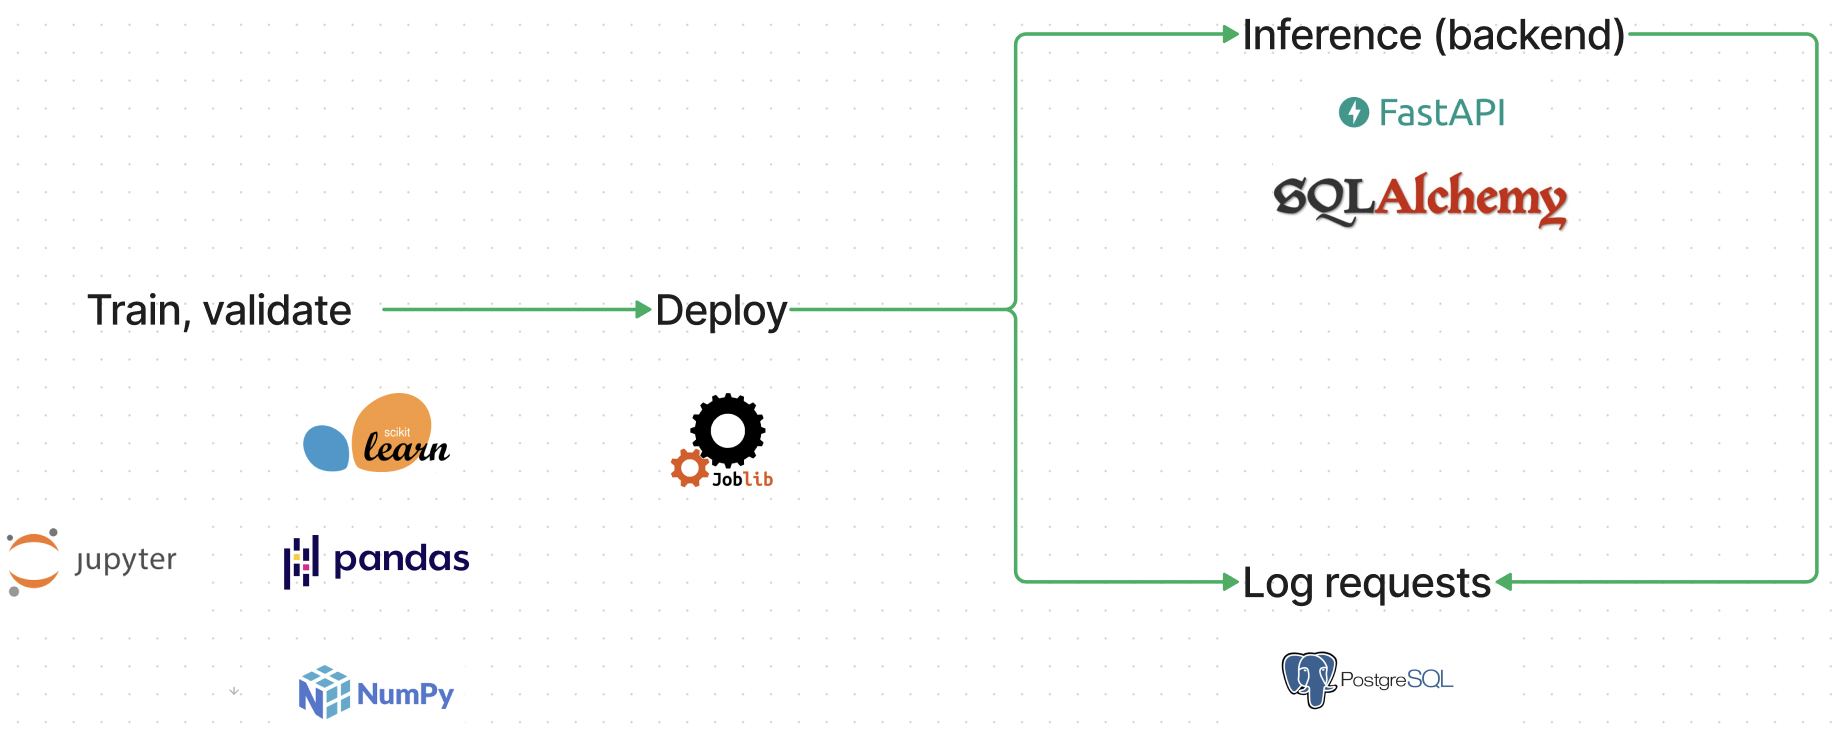 Inference (backend)
FastAPI
SQLAlchemy
Train, validate
Deploy
scikit
learn
Joblib
jupyter
pandas
Log requests
NumPy
PostgreSQL